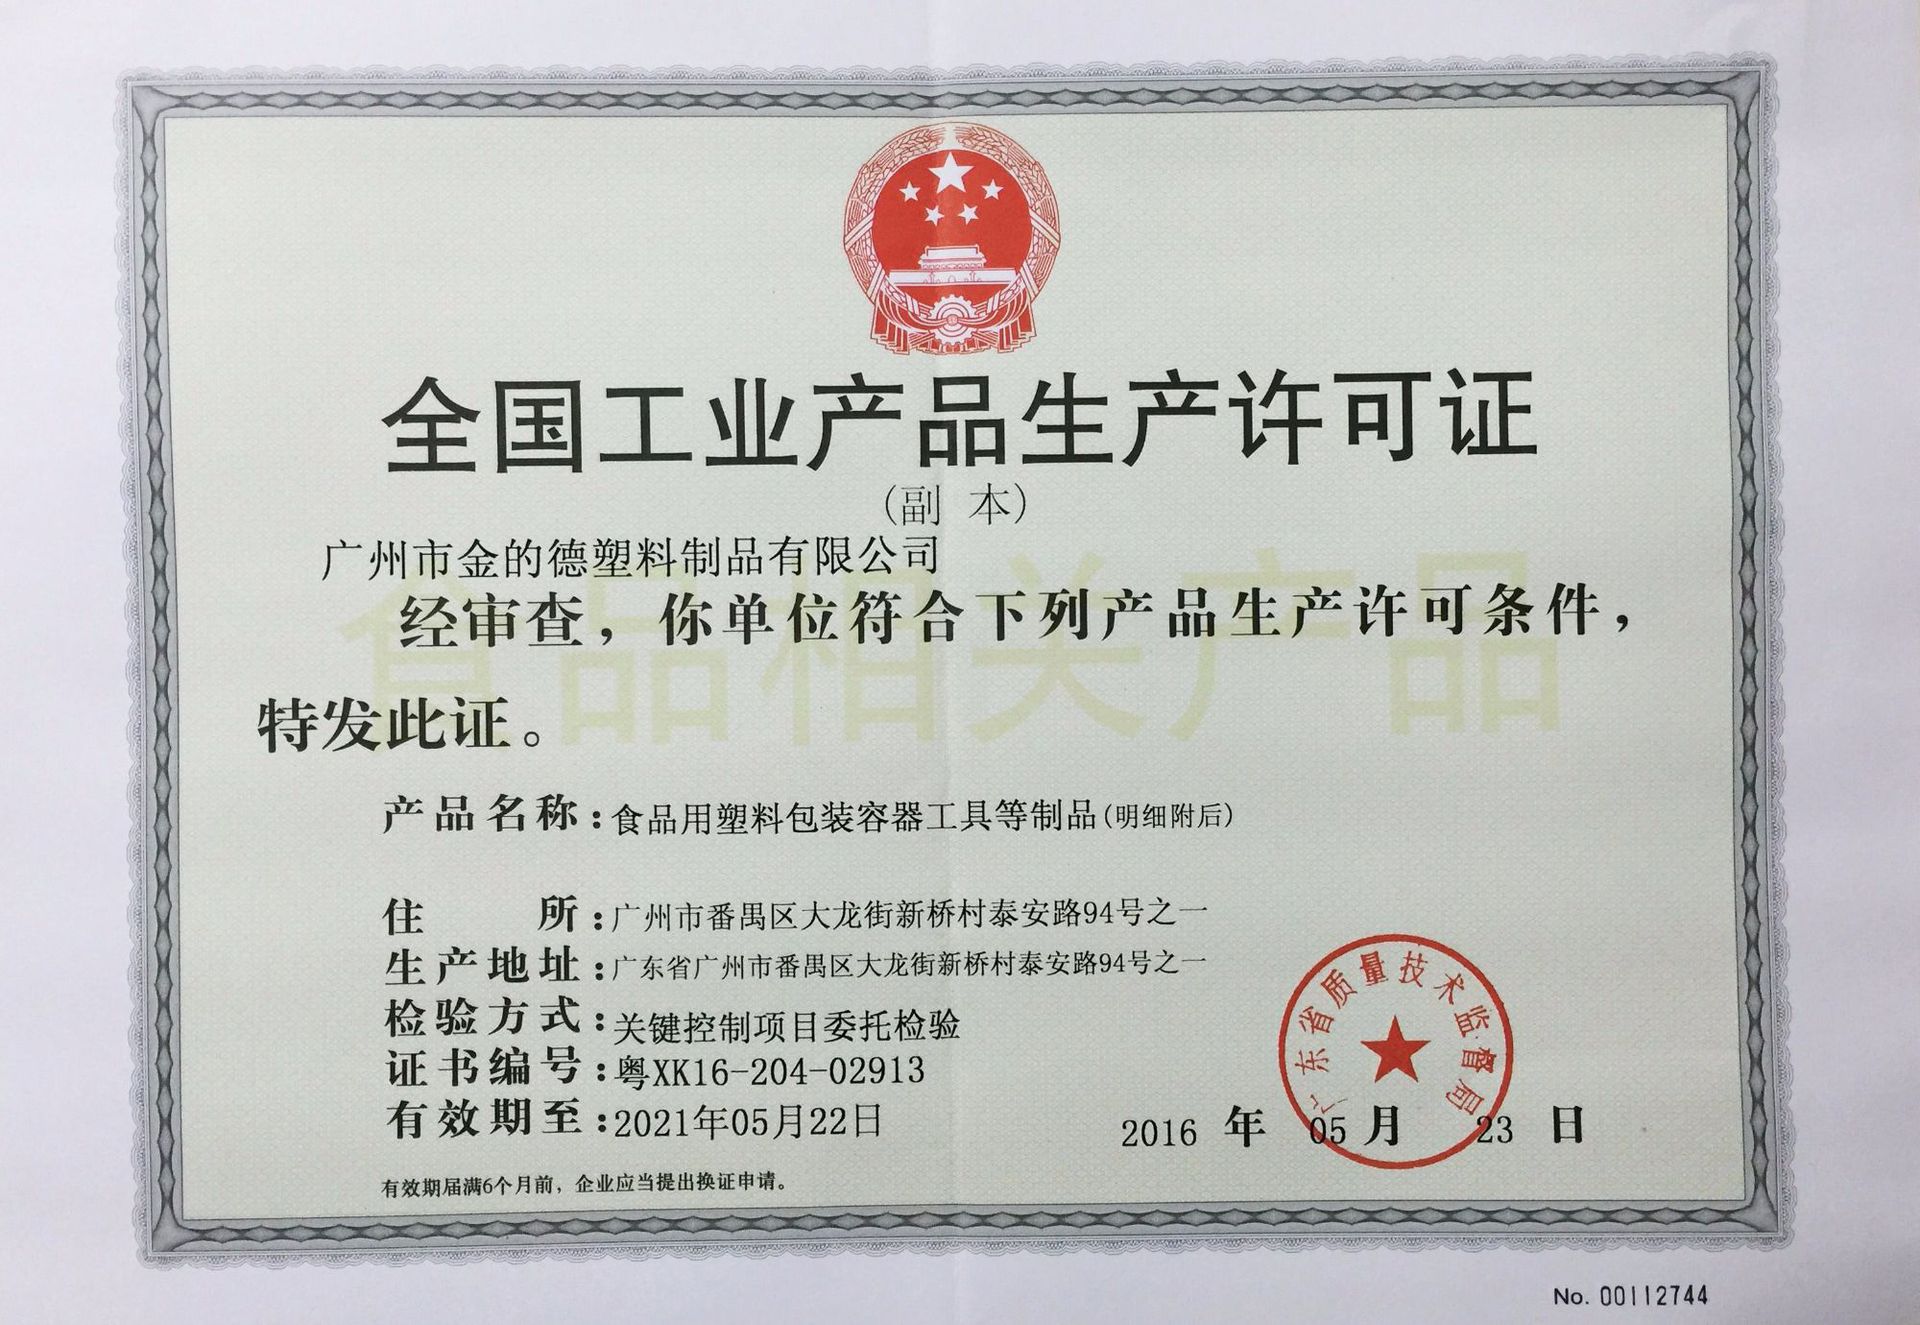 全国工业产品生产许可证
(副 本)
广州市金的德塑料制品有限公司
食品相关产品
经审查，你单位符合下列产品生产许可条件，
特发此证。
产品名称：食品用塑料包装容器工具等制品(明细附后)
住 所：广州市番禺区大龙街新桥村泰安路94号之一
生产地址：广东省广州市番禺区大龙街新桥村泰安路94号之一
检验方式：关键控制项目委托检验
证书编号：粤XK16-204-02913
有效期至：2021年05月22日
广东省质量技术监督局
2016 年 05 月 23 日
有效期届满6个月前，企业应当提出换证申请。
No. 00112744